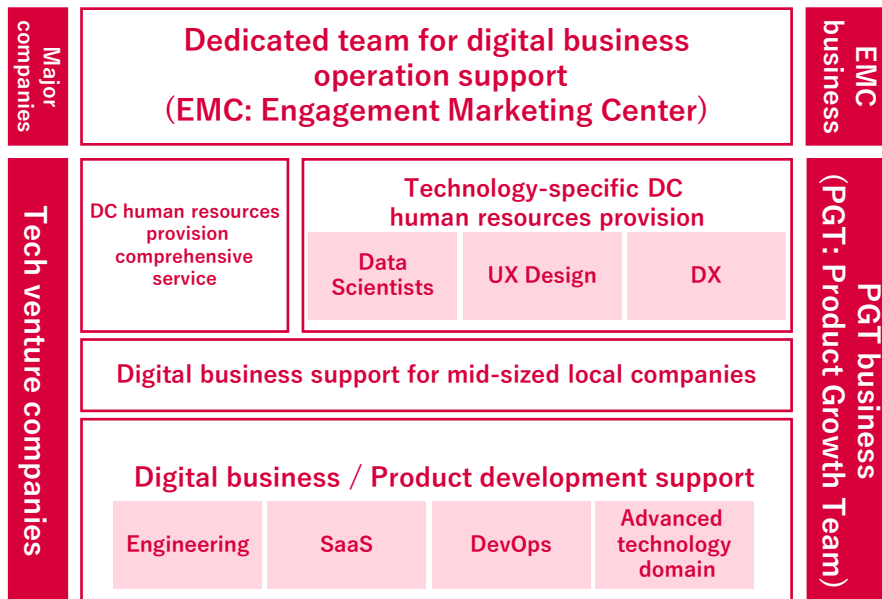 Major
companies
Dedicated team for digital business
operation support
(EMC: Engagement Marketing Center)
EMC
business
Tech venture companies
DC human resources
provision
comprehensive
service
Technology-specific DC
human resources provision
Data
Scientists
UX Design
DX
Digital business support for mid-sized local companies
Digital business / Product development support
Engineering
SaaS
DevOps
Advanced
technology
domain
PGT business
(PGT: Product Growth Team)